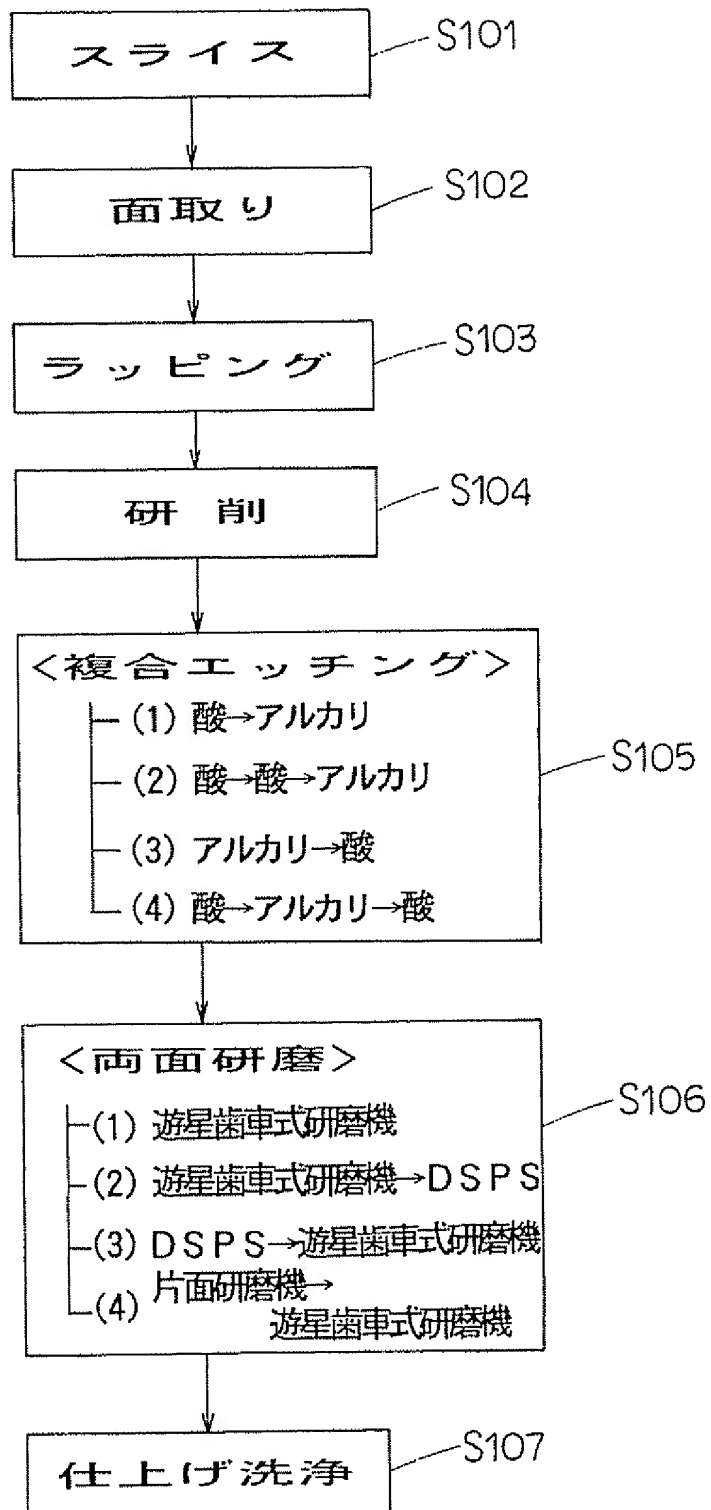 スライス
S101
面取り
S102
ラッピング
S103
研削
S104
<複合エッチング>
(1) 酸→アルカリ
(2) 酸→酸→アルカリ
(3) アルカリ→酸
(4) 酸→アルカリ→酸
S105
<両面研磨>
(1) 遊星歯車式研磨機
(2) 遊星歯車式研磨機→DSPS
(3) DSPS→遊星歯車式研磨機
(4) 片面研磨機→
遊星歯車式研磨機
S106
仕上げ洗浄
S107